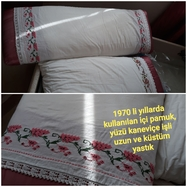 1970 li yıllarda
kullanılan içi pamuk,
yüzü kaneviçe işli
uzun ve küstüm
yastık